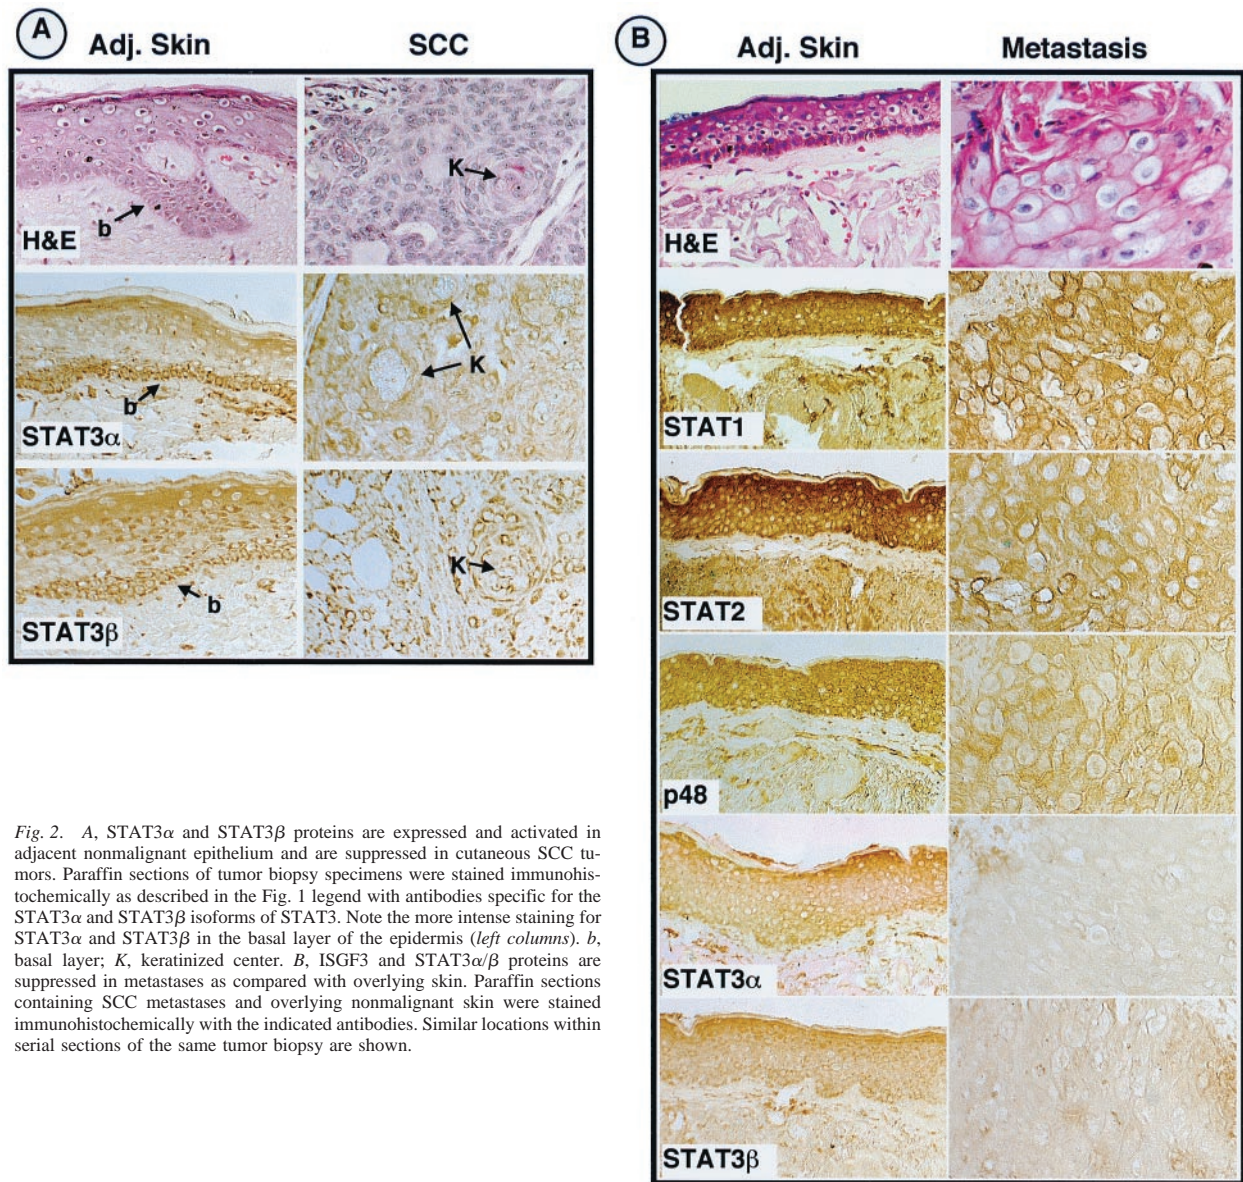 A
Adj. Skin
SCC
H&E
b
K
STAT3α
b
K
STAT3β
b
K
B
Adj. Skin
Metastasis
H&E
STAT1
STAT2
p48
STAT3α
STAT3β
Fig. 2. A, STAT3α and STAT3β proteins are expressed and activated in
adjacent nonmalignant epithelium and are suppressed in cutaneous SCC tu-
mors. Paraffin sections of tumor biopsy specimens were stained immunohis-
tochemically as described in the Fig. 1 legend with antibodies specific for the
STAT3α and STAT3β isoforms of STAT3. Note the more intense staining for
STAT3α and STAT3β in the basal layer of the epidermis (left columns). b,
basal layer; K, keratinized center. B, ISGF3 and STAT3α/β proteins are
suppressed in metastases as compared with overlying skin. Paraffin sections
containing SCC metastases and overlying nonmalignant skin were stained
immunohistochemically with the indicated antibodies. Similar locations within
serial sections of the same tumor biopsy are shown.